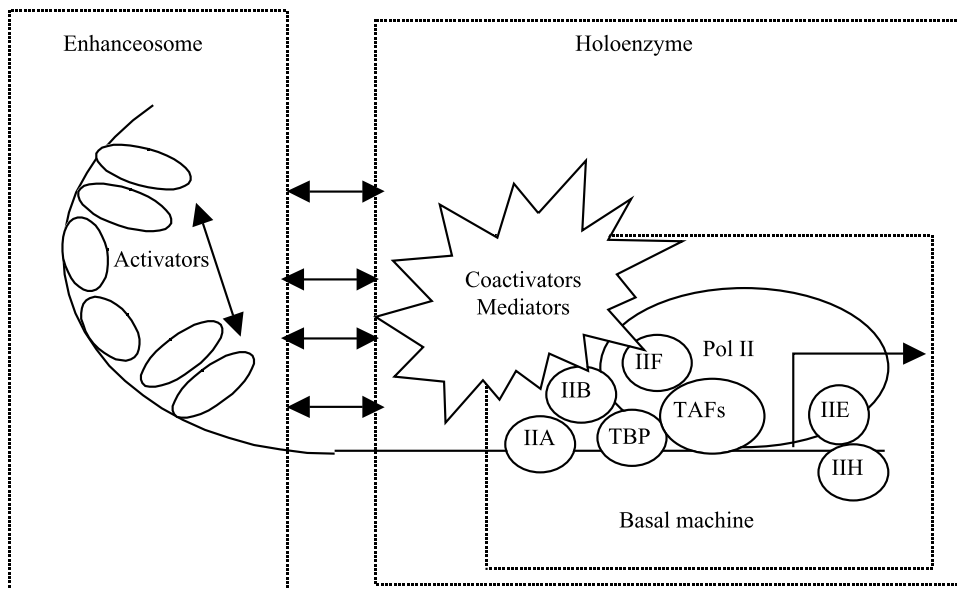 Enhanceosome
Holoenzyme
Activators
Coactivators
Mediators
IIF
Pol II
IIB
TAFs
IIE
IIA
TBP
IIH
Basal machine